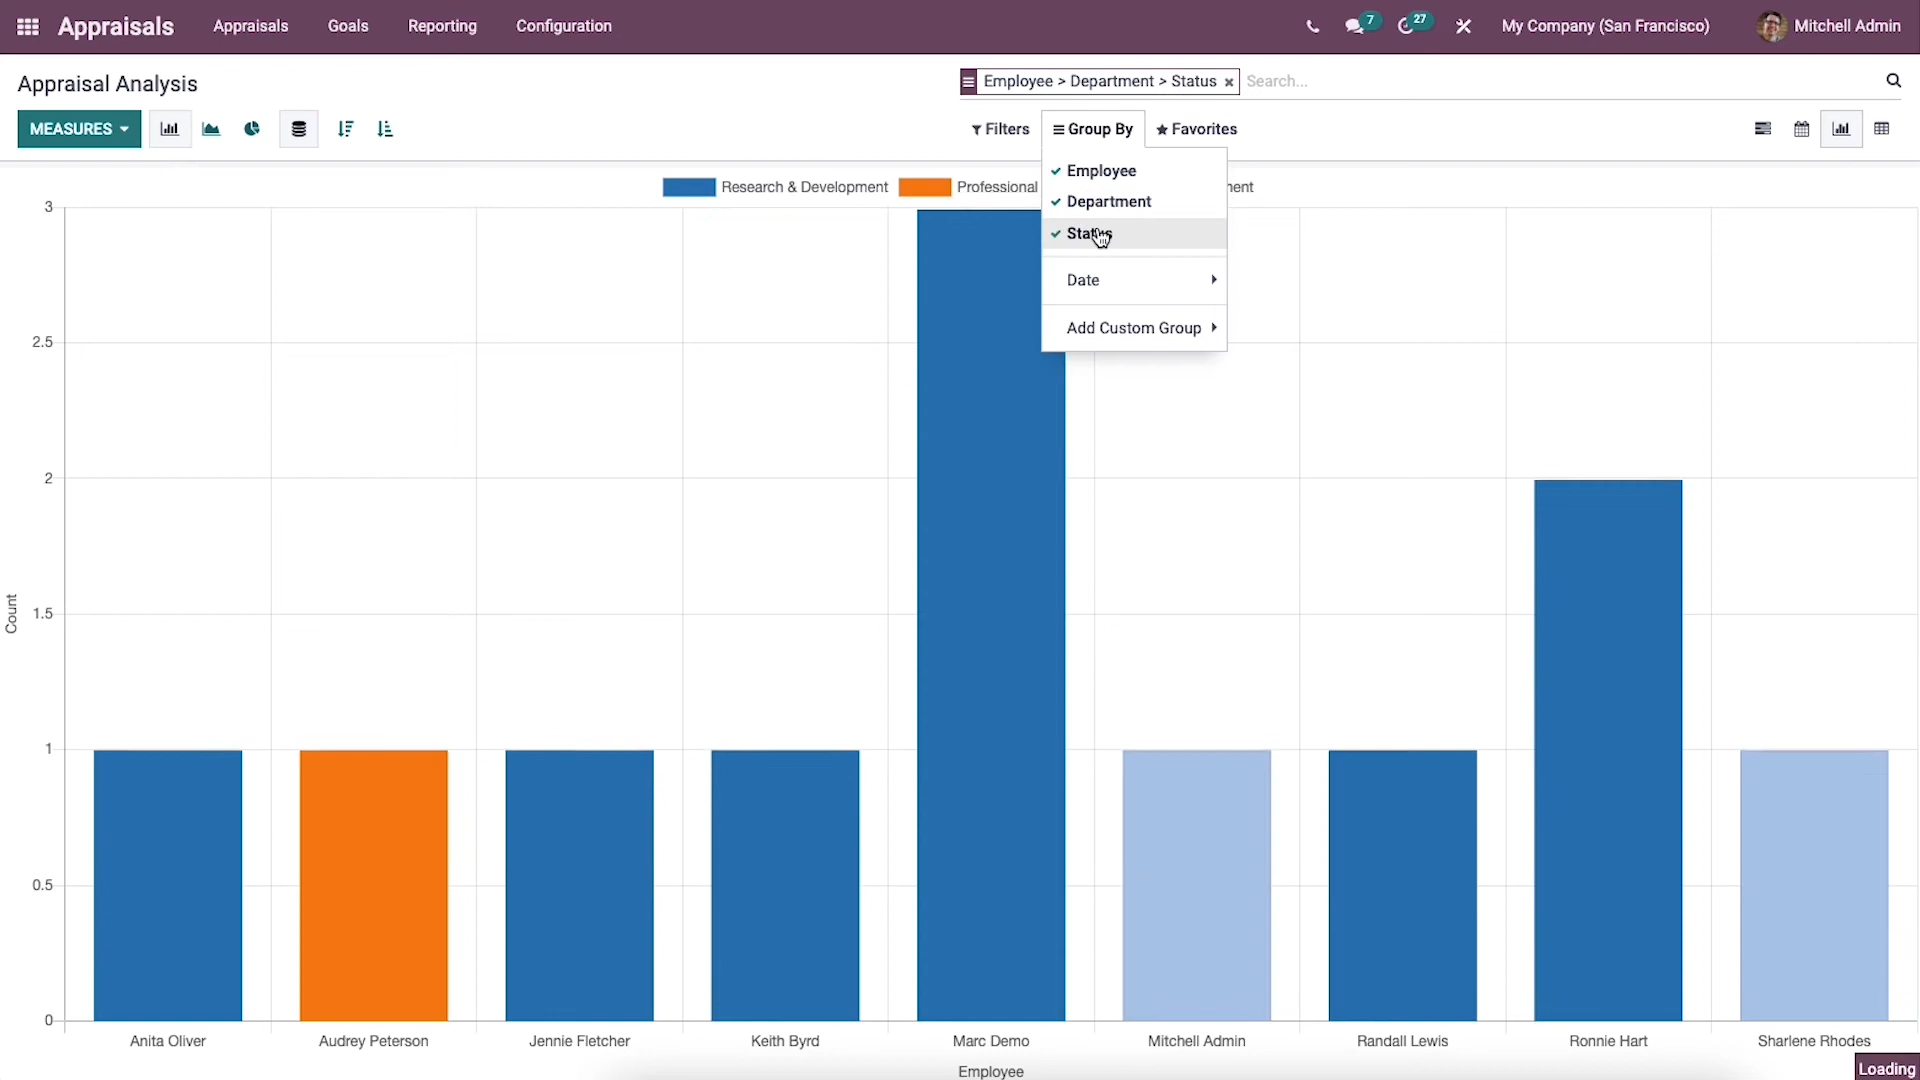 Appraisals
Appraisals
Goals
Reporting
Configuration
7
27
My Company (San Francisco)
Mitchell Admin
Appraisal Analysis
Employee > Department > Status ×
Search...
MEASURES
Filters
Group By
Favorites
Employee
Department
Status
Date
Add Custom Group
Research & Development
Professional
3
2.5
2
1.5
1
0.5
0
Count
Anita Oliver
Audrey Peterson
Jennie Fletcher
Keith Byrd
Marc Demo
Mitchell Admin
Randall Lewis
Ronnie Hart
Sharlene Rhodes
Employee
Loading